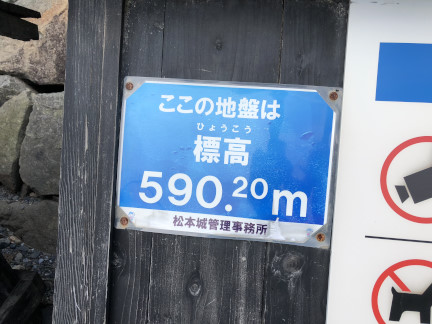 ここの地盤は
ひょうこう
標高
590.20m
松本城管理事務所